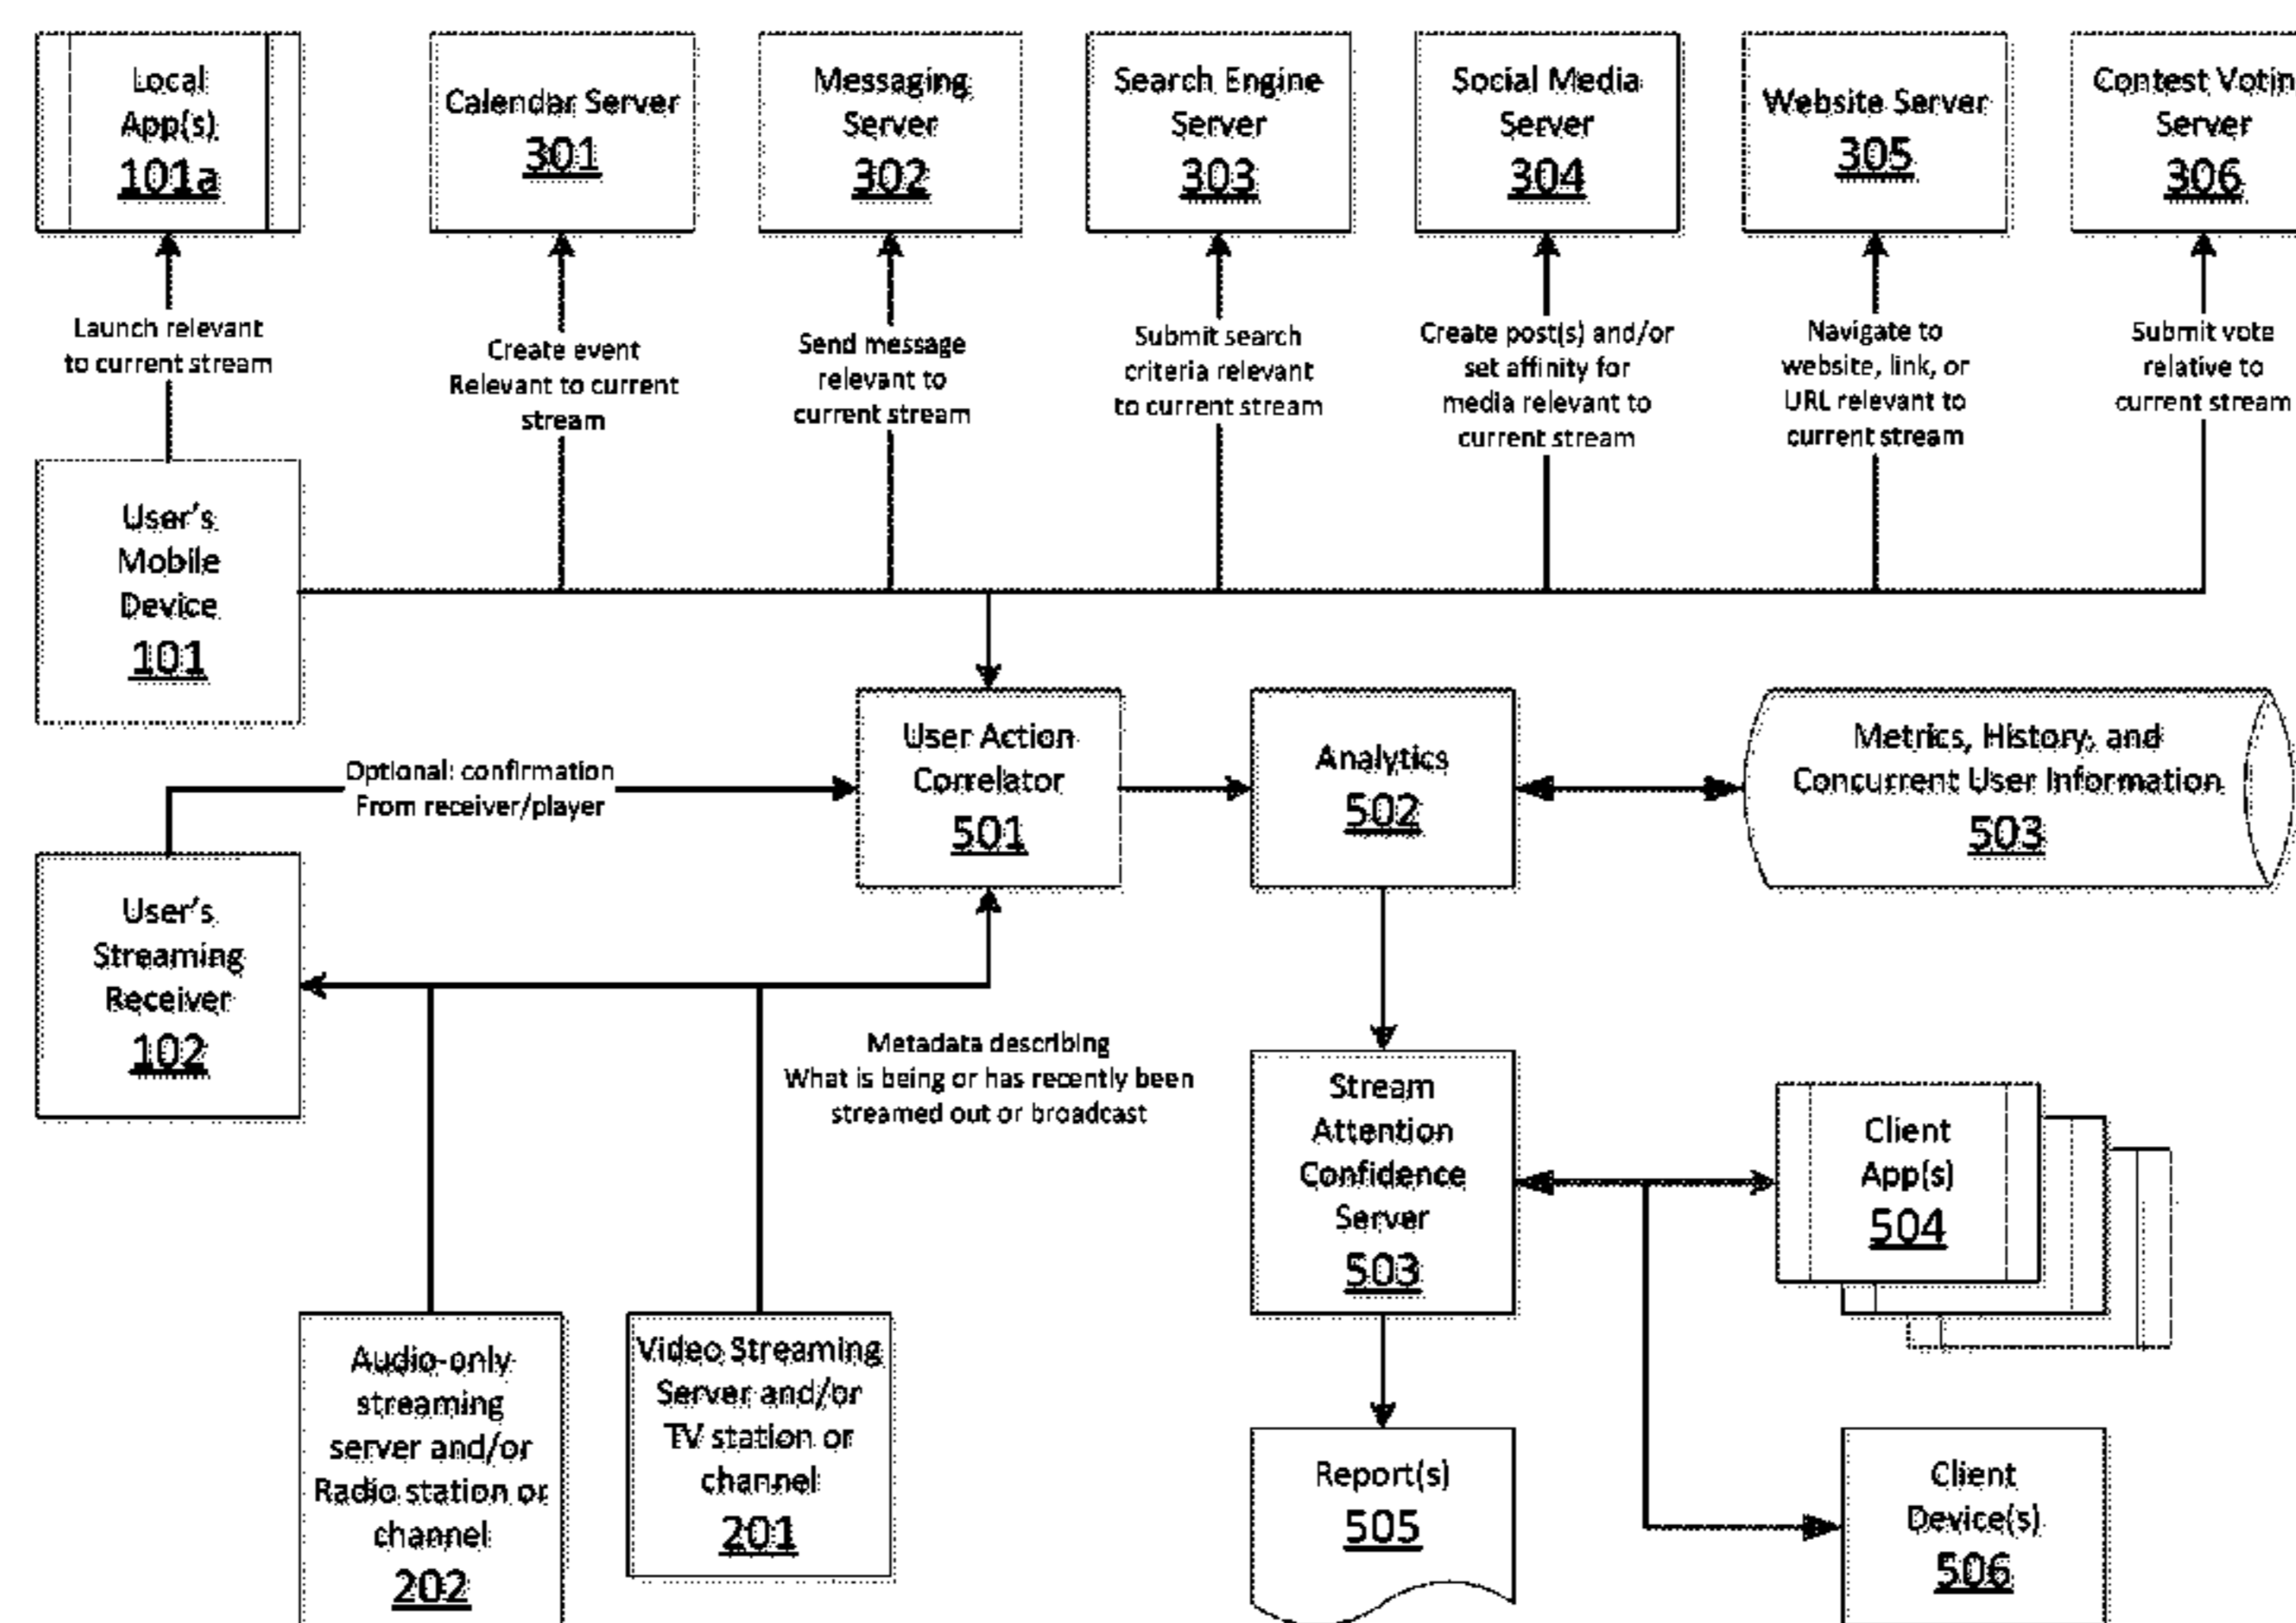 Local
App(s)
101a
Calendar Server
301
Messaging
Server
302
Search Engine
Server
303
Social Media
Server
304
Website Server
305
Contest Votin
Server
306
Launch relevant
to current stream
Create event
Relevant to current
stream
Send message
relevant to
current stream
Submit search
criteria relevant
to current stream
Create post(s) and/or
set affinity for
media relevant to
current stream
Navigate to
website, link, or
URL relevant to
current stream
Submit vote
relative to
current stream
User's
Mobile
Device
101
Optional: confirmation
From receiver/player
User Action
Correlator
501
Analytics
502
Metrics, History, and
Concurrent User Information
503
User's
Streaming
Receiver
102
Metadata describing
What is being or has recently been
streamed out or broadcast
Stream
Attention
Confidence
Server
503
Client
App(s)
504
Audio-only
streaming
server and/or
Radio station or
channel
202
Video Streaming
Server and/or
TV station or
channel
201
Report(s)
505
Client
Device(s)
506